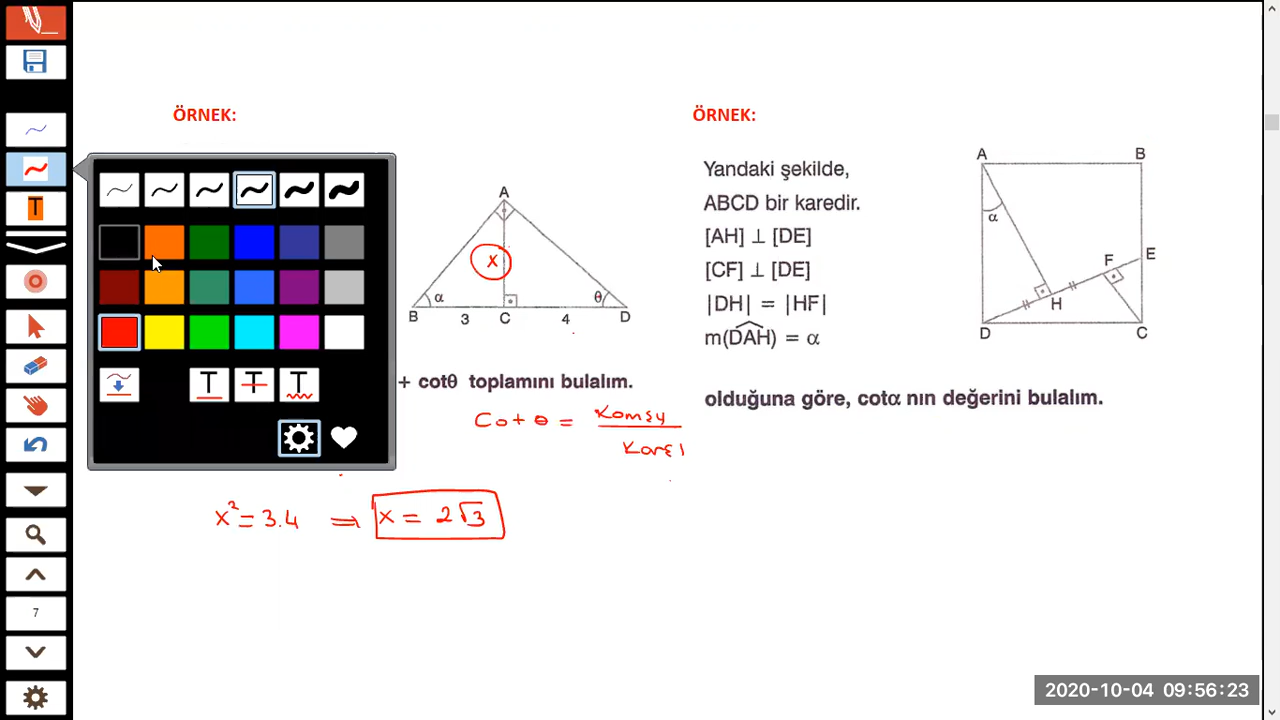 ÖRNEK:
A
x
α
θ
B
3
C
4
D
+ cotθ toplamını bulalım.
Cot θ = Komşu
Karşı
x² = 3.4 ⇒ x = 2√3
ÖRNEK:
Yandaki şekilde,
ABCD bir karedir.
[AH] ⊥ [DE]
[CF] ⊥ [DE]
|DH| = |HF|
m(DAH) = α
A
B
α
E
F
H
D
C
olduğuna göre, cotα nın değerini bulalım.
T
T
T
T
7
2020-10-04 09:56:23